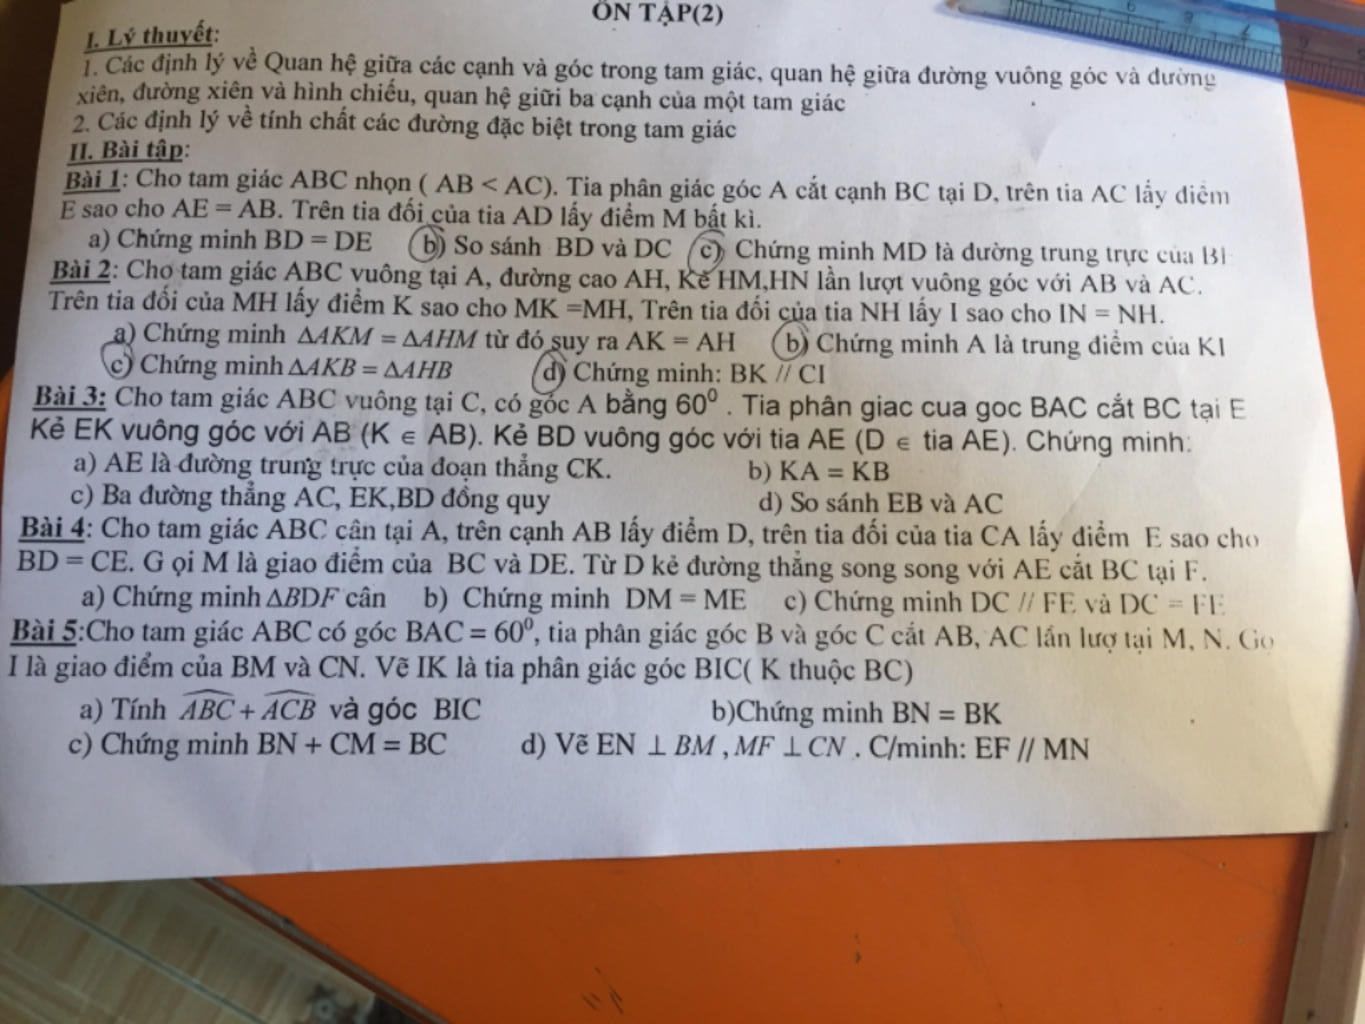 ÔN TẬP(2)
I. Lý thuyết:
1. Các định lý về Quan hệ giữa các cạnh và góc trong tam giác, quan hệ giữa đường vuông góc và đường
xiên, đường xiên và hình chiếu, quan hệ giữi ba cạnh của một tam giác
2. Các định lý về tính chất các đường đặc biệt trong tam giác
II. Bài tập:
Bài 1: Cho tam giác ABC nhọn ( AB < AC). Tia phân giác góc A cắt cạnh BC tại D, trên tia AC lấy điểm
E sao cho AE = AB. Trên tia đối của tia AD lấy điểm M bất kì.
a) Chứng minh BD = DE b) So sánh BD và DC c) Chứng minh MD là đường trung trực của
Bài 2: Cho tam giác ABC vuông tại A, đường cao AH, Kẻ HM,HN lần lượt vuông góc với AB và AC.
Trên tia đối của MH lấy điểm K sao cho MK =MH, Trên tia đối của tia NH lấy I sao cho IN = NH.
a) Chứng minh ΔAKM = ΔAHM từ đó suy ra AK = AH b) Chứng minh A là trung điểm của KI
c) Chứng minh ΔAKB = ΔAHB d) Chứng minh: BK // CI
Bài 3: Cho tam giác ABC vuông tại C, có góc A bằng 60⁰ . Tia phân giac cua goc BAC cắt BC tại E
Kẻ EK vuông góc với AB (K ∈ AB). Kẻ BD vuông góc với tia AE (D ∈ tia AE). Chứng minh:
a) AE là đường trung trực của đoạn thẳng CK. b) KA = KB
c) Ba đường thẳng AC, EK,BD đồng quy d) So sánh EB và AC
Bài 4: Cho tam giác ABC cân tại A, trên cạnh AB lấy điểm D, trên tia đối của tia CA lấy điểm E sao cho
BD = CE. G ọi M là giao điểm của BC và DE. Từ D kẻ đường thẳng song song với AE cắt BC tại F.
a) Chứng minh ΔBDF cân b) Chứng minh DM = ME c) Chứng minh DC // FE và DC = FE
Bài 5:Cho tam giác ABC có góc BAC = 60⁰, tia phân giác góc B và góc C cắt AB, AC lần lượ tại M, N. Gọ
I là giao điểm của BM và CN. Vẽ IK là tia phân giác góc BIC( K thuộc BC)
a) Tính ABC + ACB và góc BIC b)Chứng minh BN = BK
c) Chứng minh BN + CM = BC d) Vẽ EN ⊥ BM , MF ⊥ CN . C/minh: EF // MN